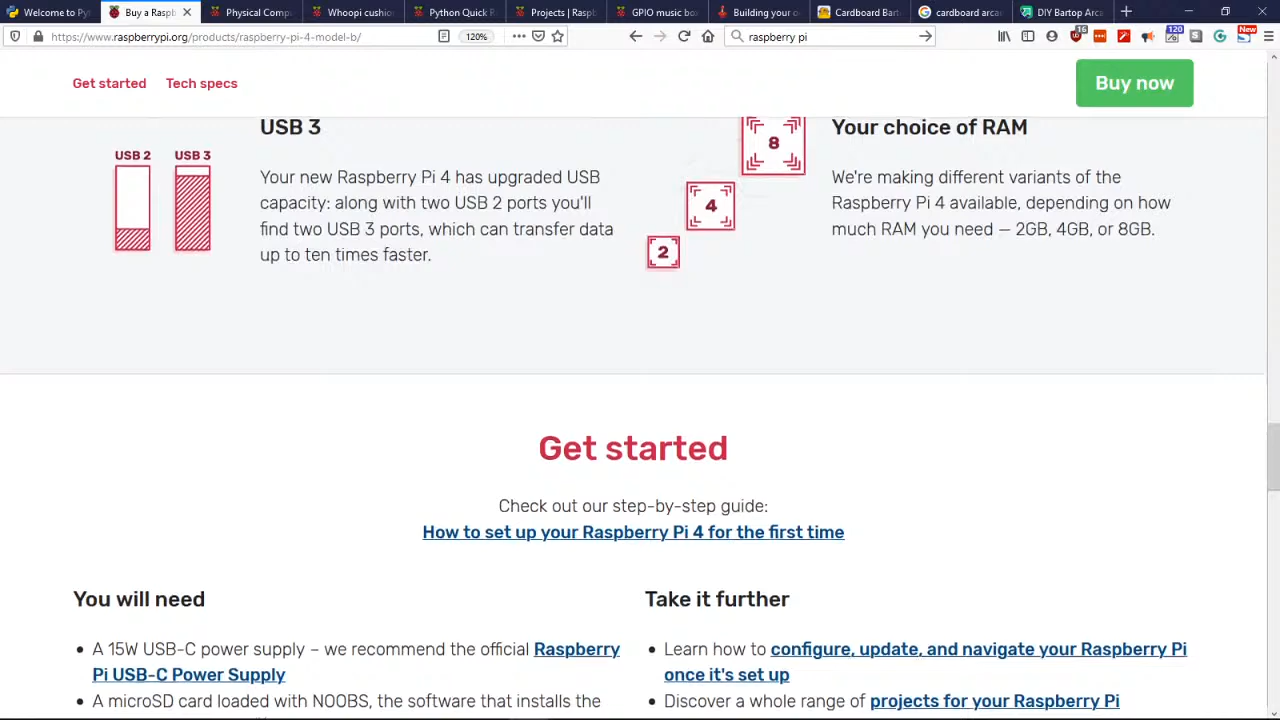 Welcome to Py
Buy a Raspb
Physical Compu
Whoopi cushio
Python Quick R
Projects | Raspb
GPIO music box
Building your o
Cardboard Bart
cardboard arca
DIY Bartop Arca
https://www.raspberrypi.org/products/raspberry-pi-4-model-b/
120%
raspberry pi
16
120
New
Get started
Tech specs
Buy now
USB 3
8
Your choice of RAM
USB 2
USB 3
Your new Raspberry Pi 4 has upgraded USB
capacity: along with two USB 2 ports you'll
find two USB 3 ports, which can transfer data
up to ten times faster.
4
2
We're making different variants of the
Raspberry Pi 4 available, depending on how
much RAM you need — 2GB, 4GB, or 8GB.
Get started
Check out our step-by-step guide:
How to set up your Raspberry Pi 4 for the first time
You will need
A 15W USB-C power supply – we recommend the official Raspberry
Pi USB-C Power Supply
A microSD card loaded with NOOBS, the software that installs the
Take it further
Learn how to configure, update, and navigate your Raspberry Pi
once it's set up
Discover a whole range of projects for your Raspberry Pi